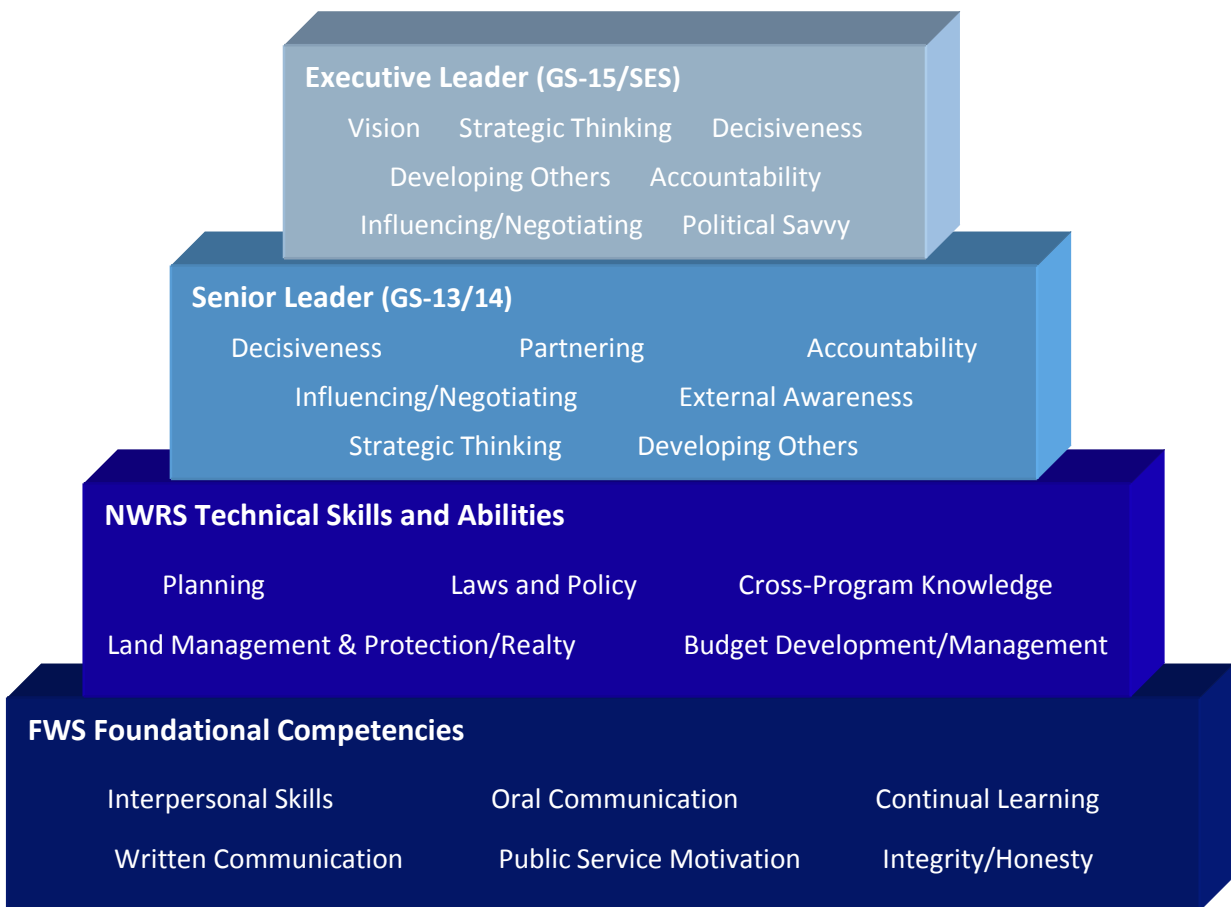 Executive Leader (GS-15/SES)
Vision Strategic Thinking Decisiveness
Developing Others Accountability
Influencing/Negotiating Political Savvy
Senior Leader (GS-13/14)
Decisiveness Partnering Accountability
Influencing/Negotiating External Awareness
Strategic Thinking Developing Others
NWRS Technical Skills and Abilities
Planning Laws and Policy Cross-Program Knowledge
Land Management & Protection/Realty Budget Development/Management
FWS Foundational Competencies
Interpersonal Skills Oral Communication Continual Learning
Written Communication Public Service Motivation Integrity/Honesty